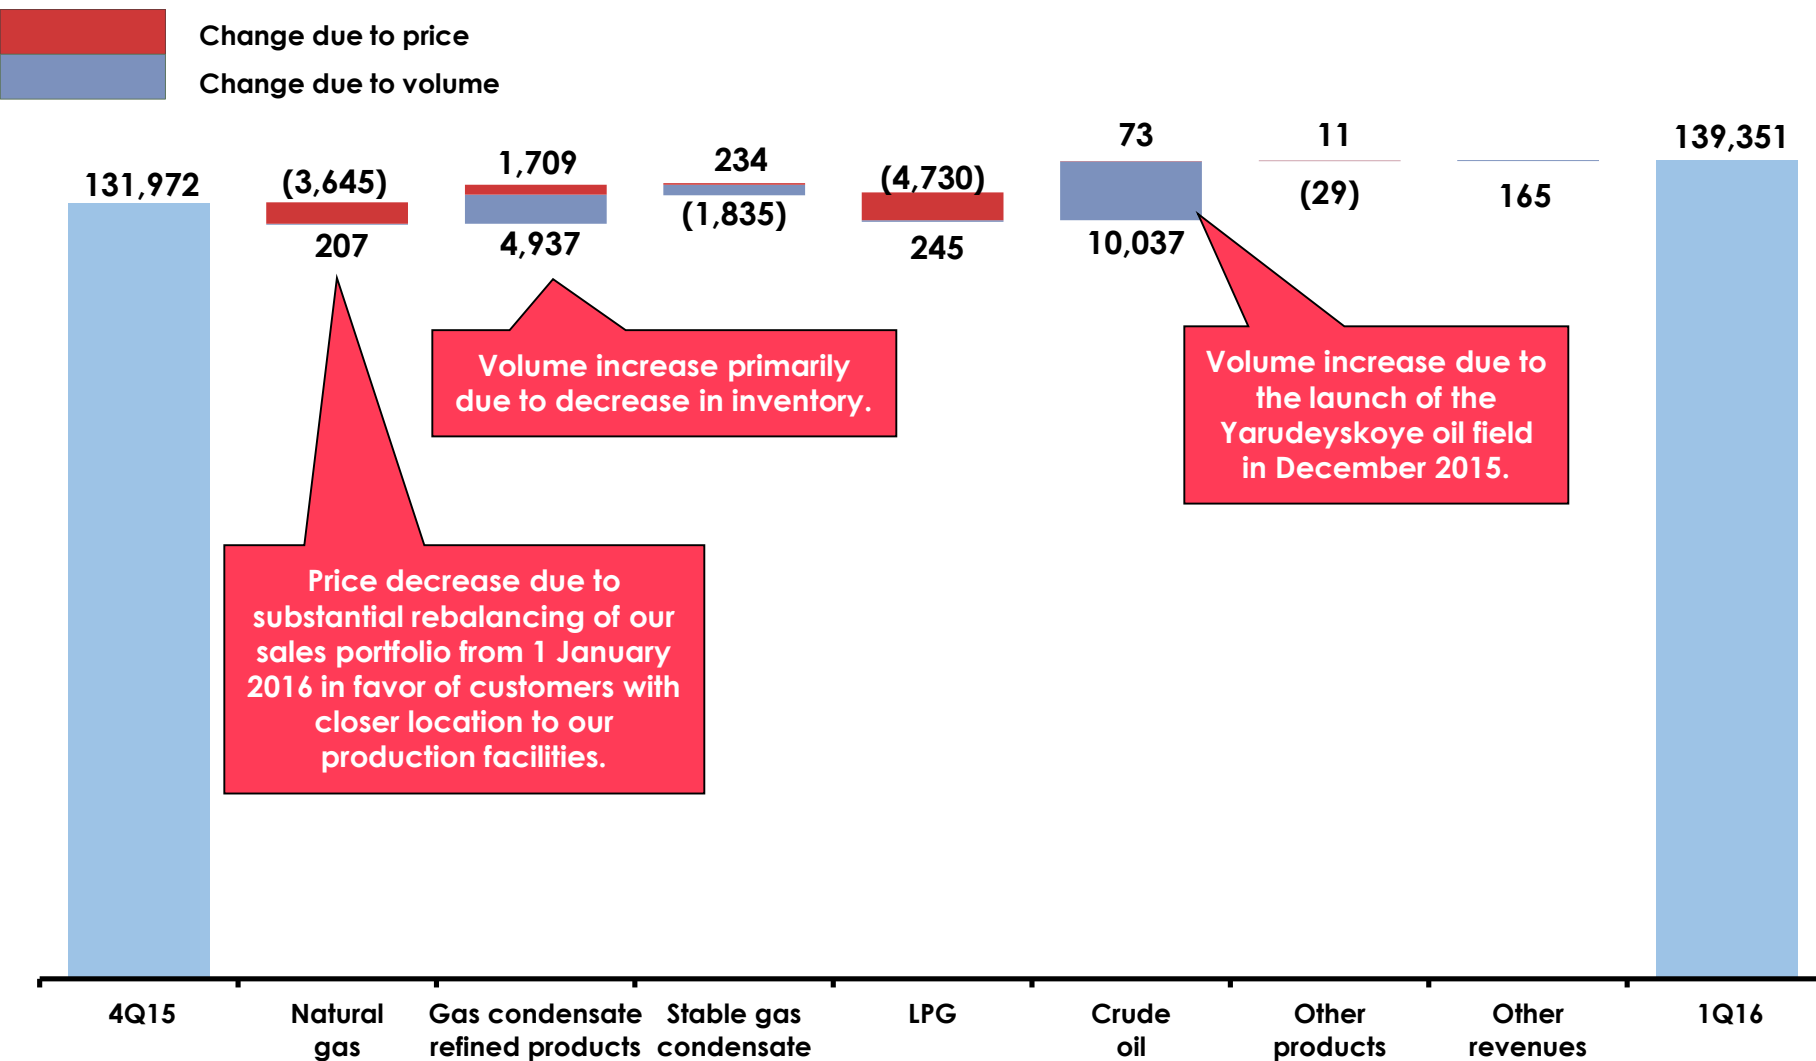 Change due to price
Change due to volume
131,972
(3,645)
207
1,709
4,937
234
(1,835)
(4,730)
245
73
10,037
11
(29)
165
139,351
Volume increase primarily
due to decrease in inventory.
Volume increase due to
the launch of the
Yarudeyskoye oil field
in December 2015.
Price decrease due to
substantial rebalancing of our
sales portfolio from 1 January
2016 in favor of customers with
closer location to our
production facilities.
4Q15
Natural
gas
Gas condensate
refined products
Stable gas
condensate
LPG
Crude
oil
Other
products
Other
revenues
1Q16